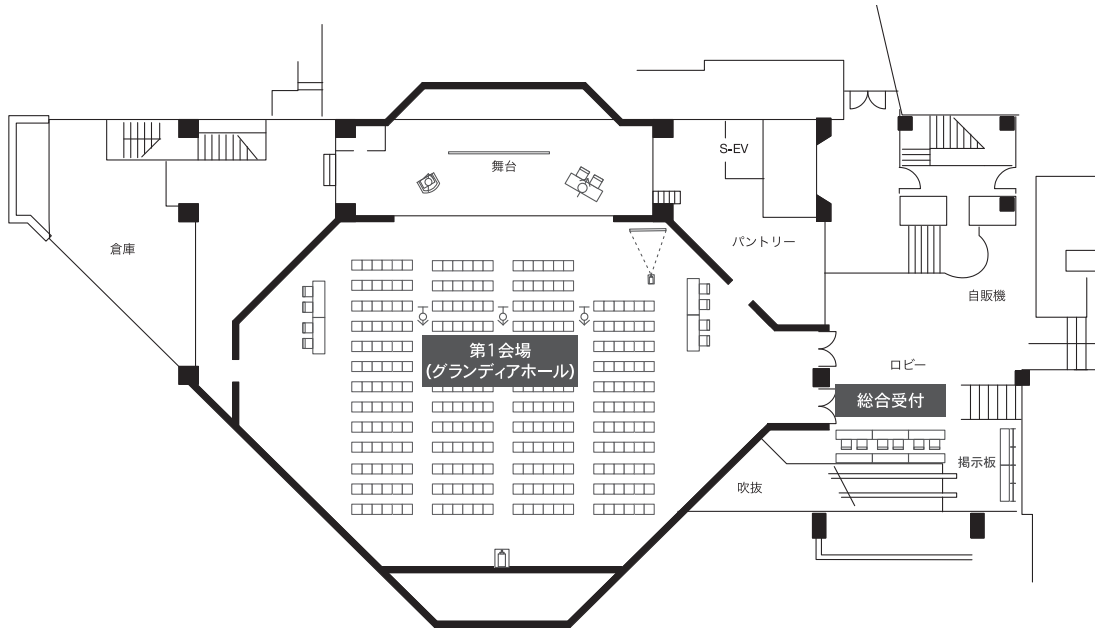 舞台
S-EV
倉庫
パントリー
自販機
第1会場
(グランディアホール)
ロビー
総合受付
掲示板
吹抜